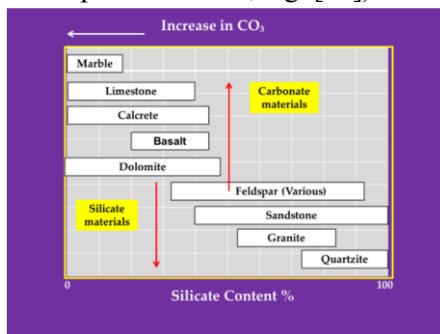 Increase in CO₃
Marble
Limestone
Calcrete
Basalt
Dolomite
Carbonate
materials
Feldspar (Various)
Sandstone
Granite
Quartzite
Silicate
materials
0
100
Silicate Content %